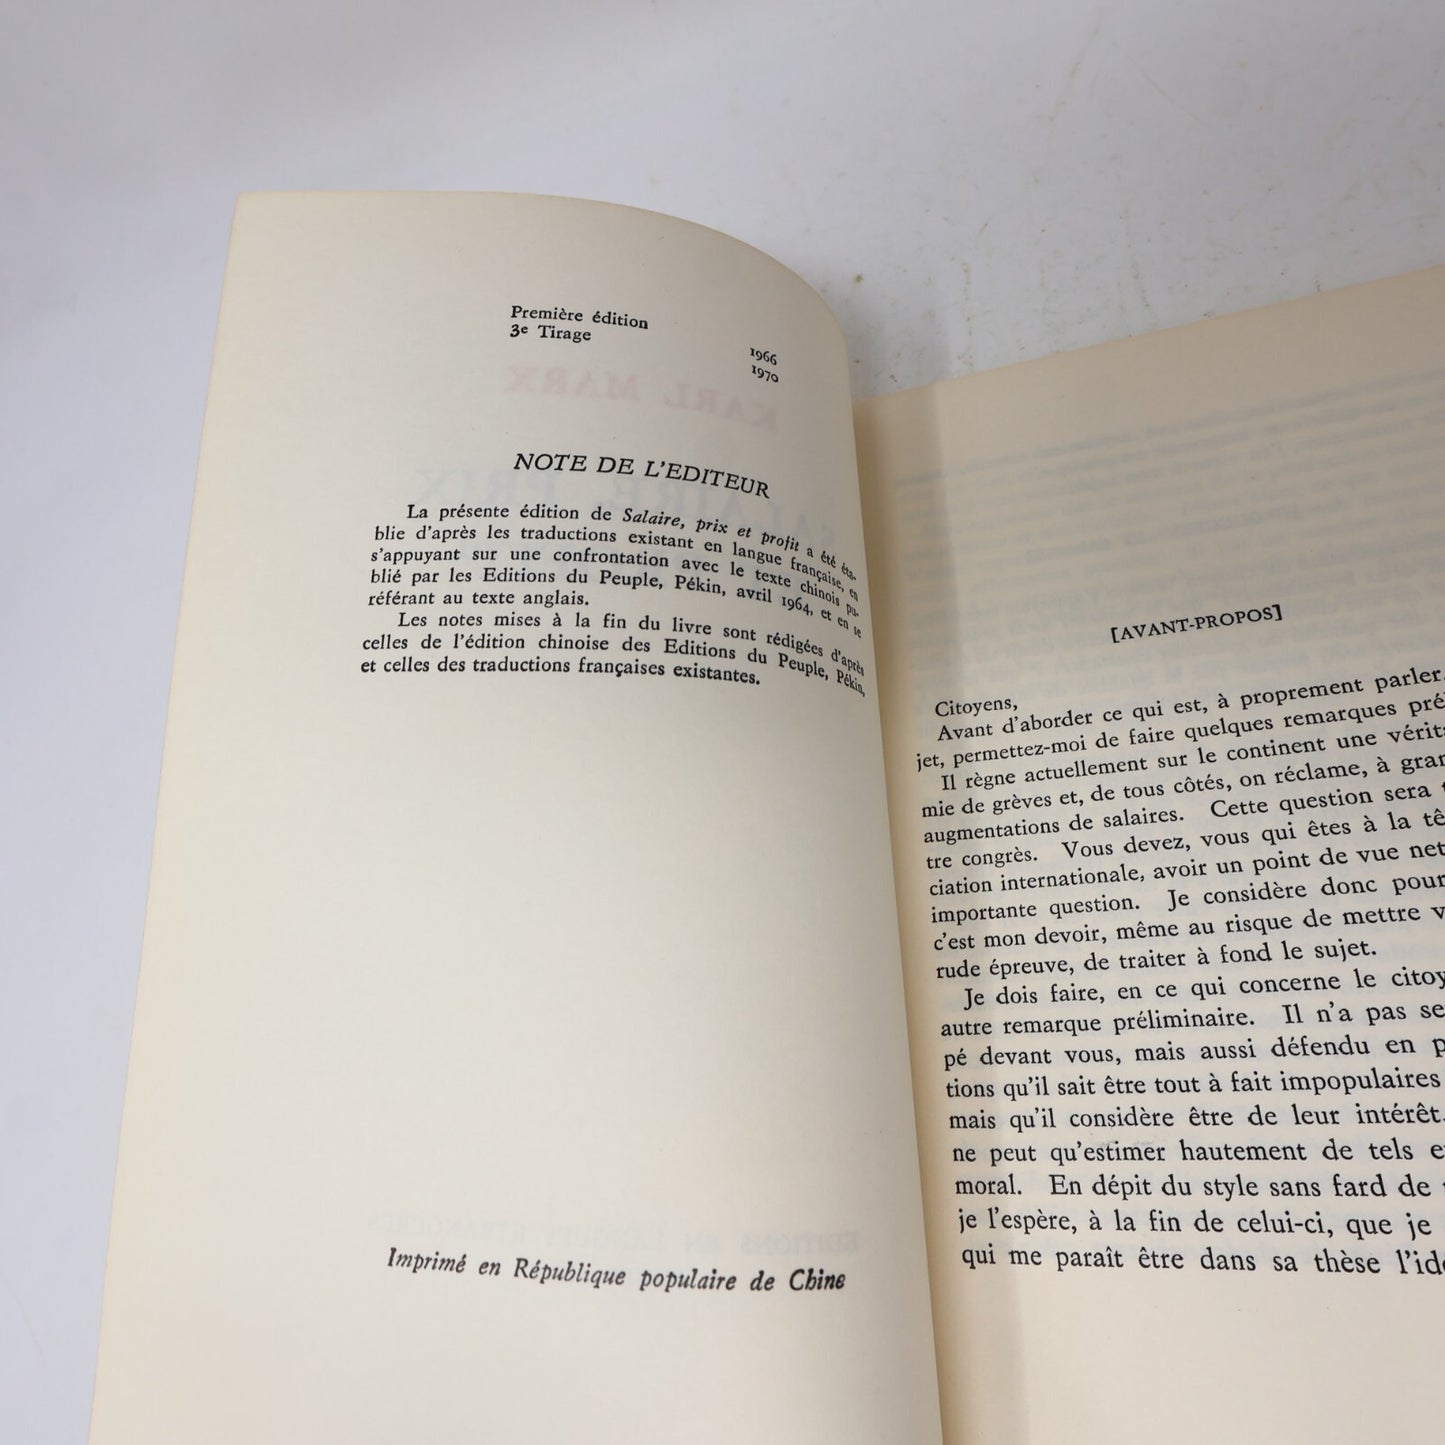 Première édition 1966
3e Tirage 1970
KARL MARX
NOTE DE L'EDITEUR
La présente édition de Salaire, prix et profit a été éta-
blie d'après les traductions existant en langue française, en
s'appuyant sur une confrontation avec le texte chinois pu-
blié par les Editions du Peuple, Pékin, avril 1964, et en se
référant au texte anglais.
Les notes mises à la fin du livre sont rédigées d'après
celles de l'édition chinoise des Editions du Peuple, Pékin,
et celles des traductions françaises existantes.
Imprimé en République populaire de Chine
[AVANT-PROPOS]
Citoyens,
Avant d'aborder ce qui est, à proprement parler,
jet, permettez-moi de faire quelques remarques pré
Il règne actuellement sur le continent une vérit
mie de grèves et, de tous côtés, on réclame, à gran
augmentations de salaires. Cette question sera
tre congrès. Vous devez, vous qui êtes à la tê
ciation internationale, avoir un point de vue net
importante question. Je considère donc pour
c'est mon devoir, même au risque de mettre v
rude épreuve, de traiter à fond le sujet.
Je dois faire, en ce qui concerne le citoy
autre remarque préliminaire. Il n'a pas se
pé devant vous, mais aussi défendu en p
tions qu'il sait être tout à fait impopulaires
mais qu'il considère être de leur intérêt.
ne peut qu'estimer hautement de tels
moral. En dépit du style sans fard de
je l'espère, à la fin de celui-ci, que je
qui me paraît être dans sa thèse l'id